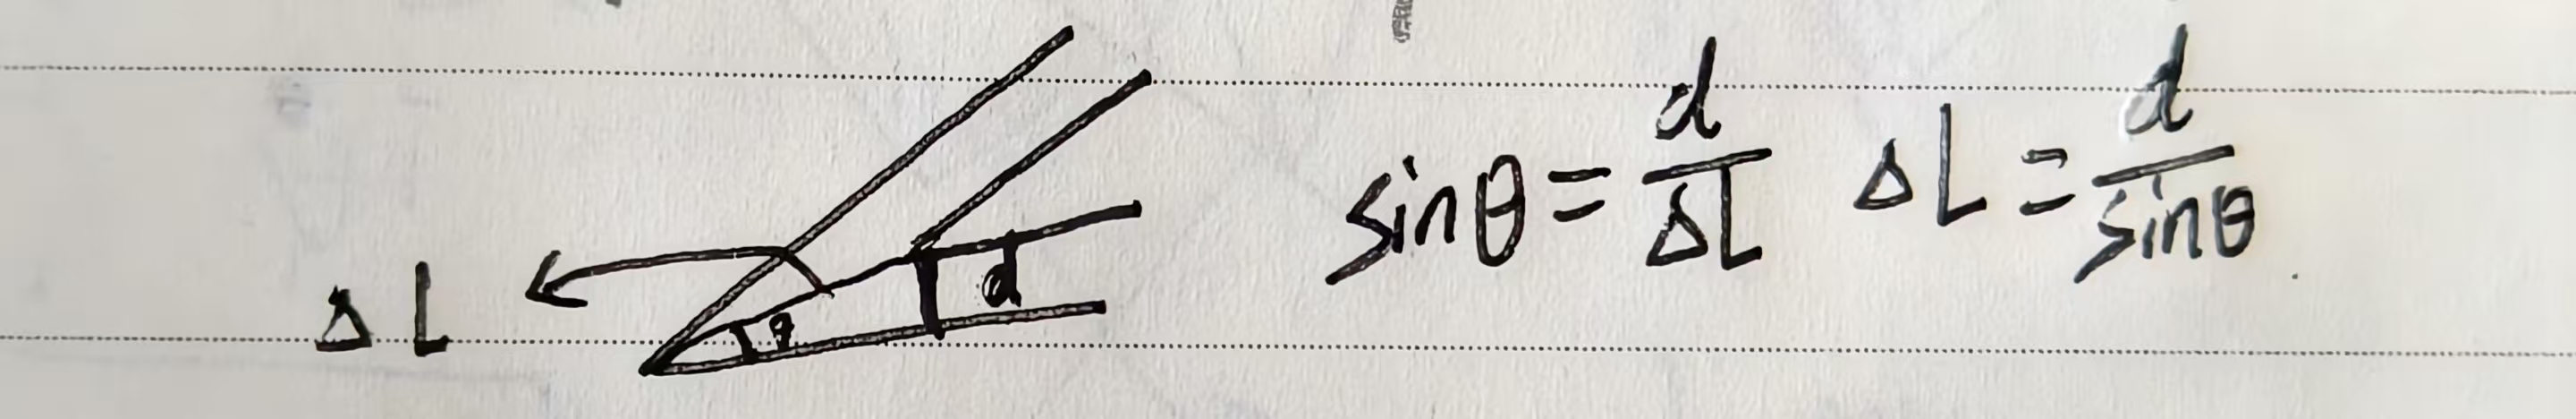 ΔL θ d sinθ = d/ΔL ΔL = d/sinθ